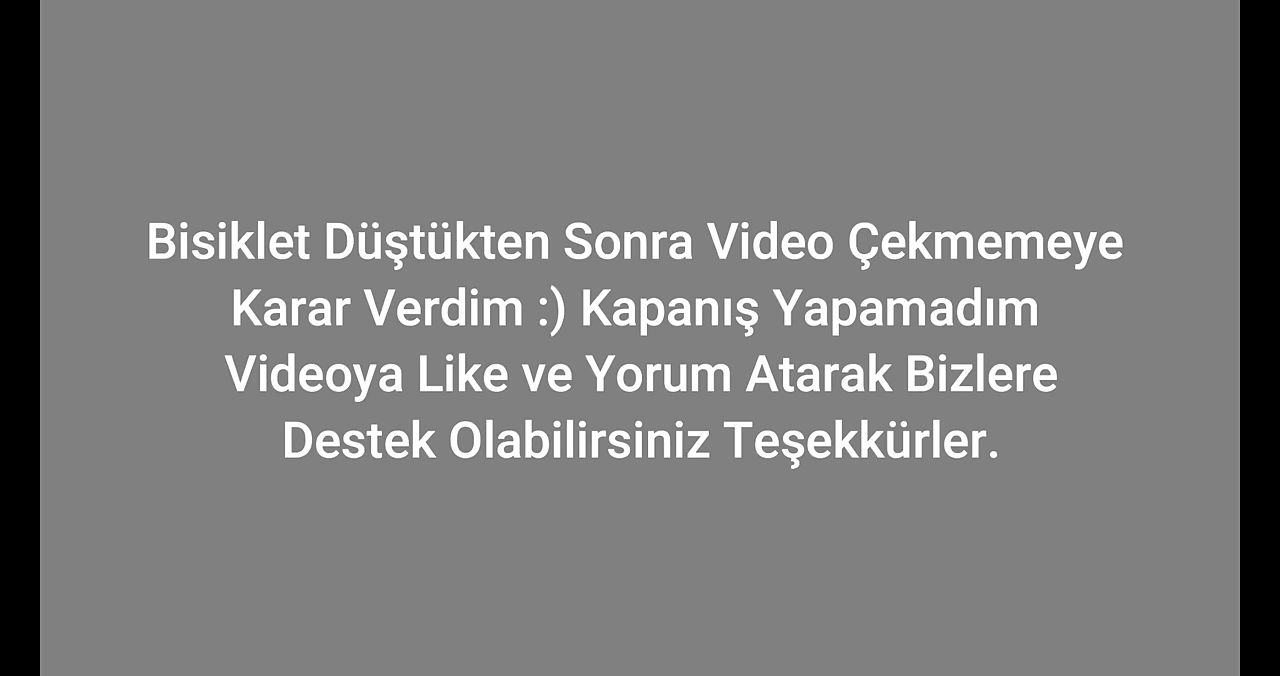 Bisiklet Düştükten Sonra Video Çekmemeye
Karar Verdim :) Kapanış Yapamadım
Videoya Like ve Yorum Atarak Bizlere
Destek Olabilirsiniz Teşekkürler.